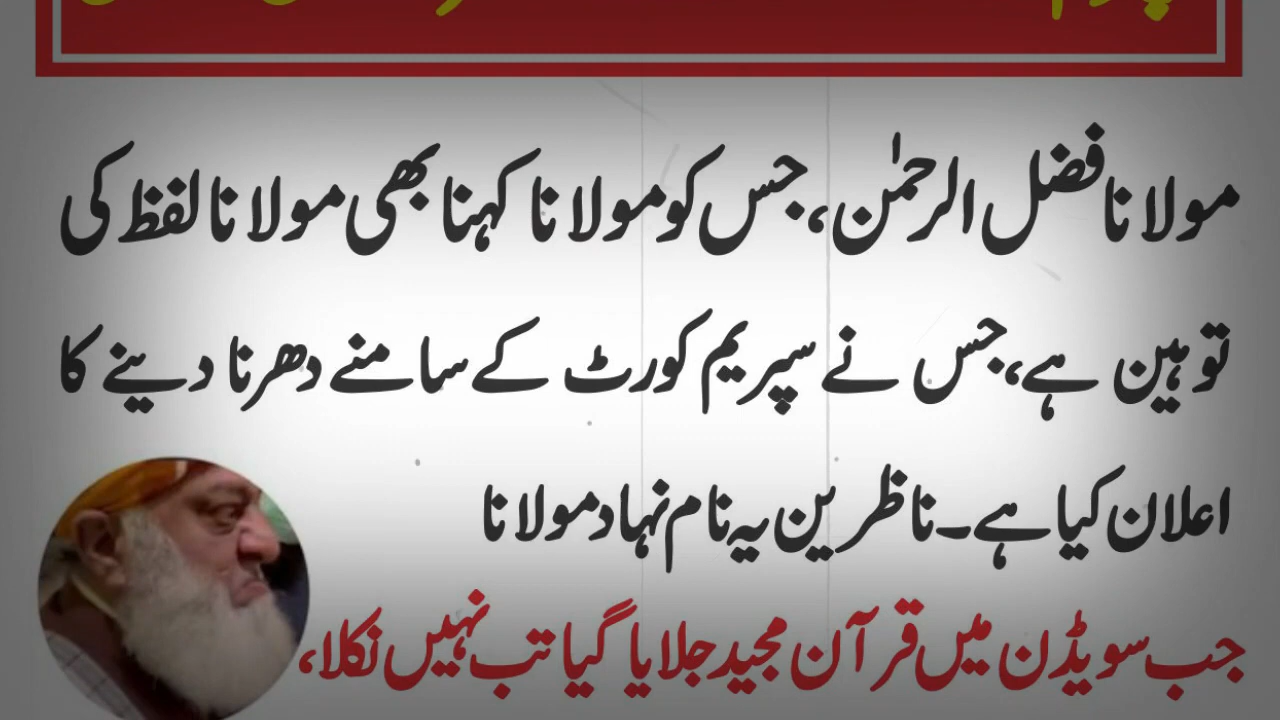 مولانا فضل الرحمٰن، جس کو مولانا کہنا بھی مولانا لفظ کی
توہین ہے، جس نے سپریم کورٹ کے سامنے دھرنا دینے کا
اعلان کیا ہے۔ ناظرین یہ نام نہاد مولانا
جب سویڈن میں قرآن مجید جلایا گیا تب نہیں نکلا،